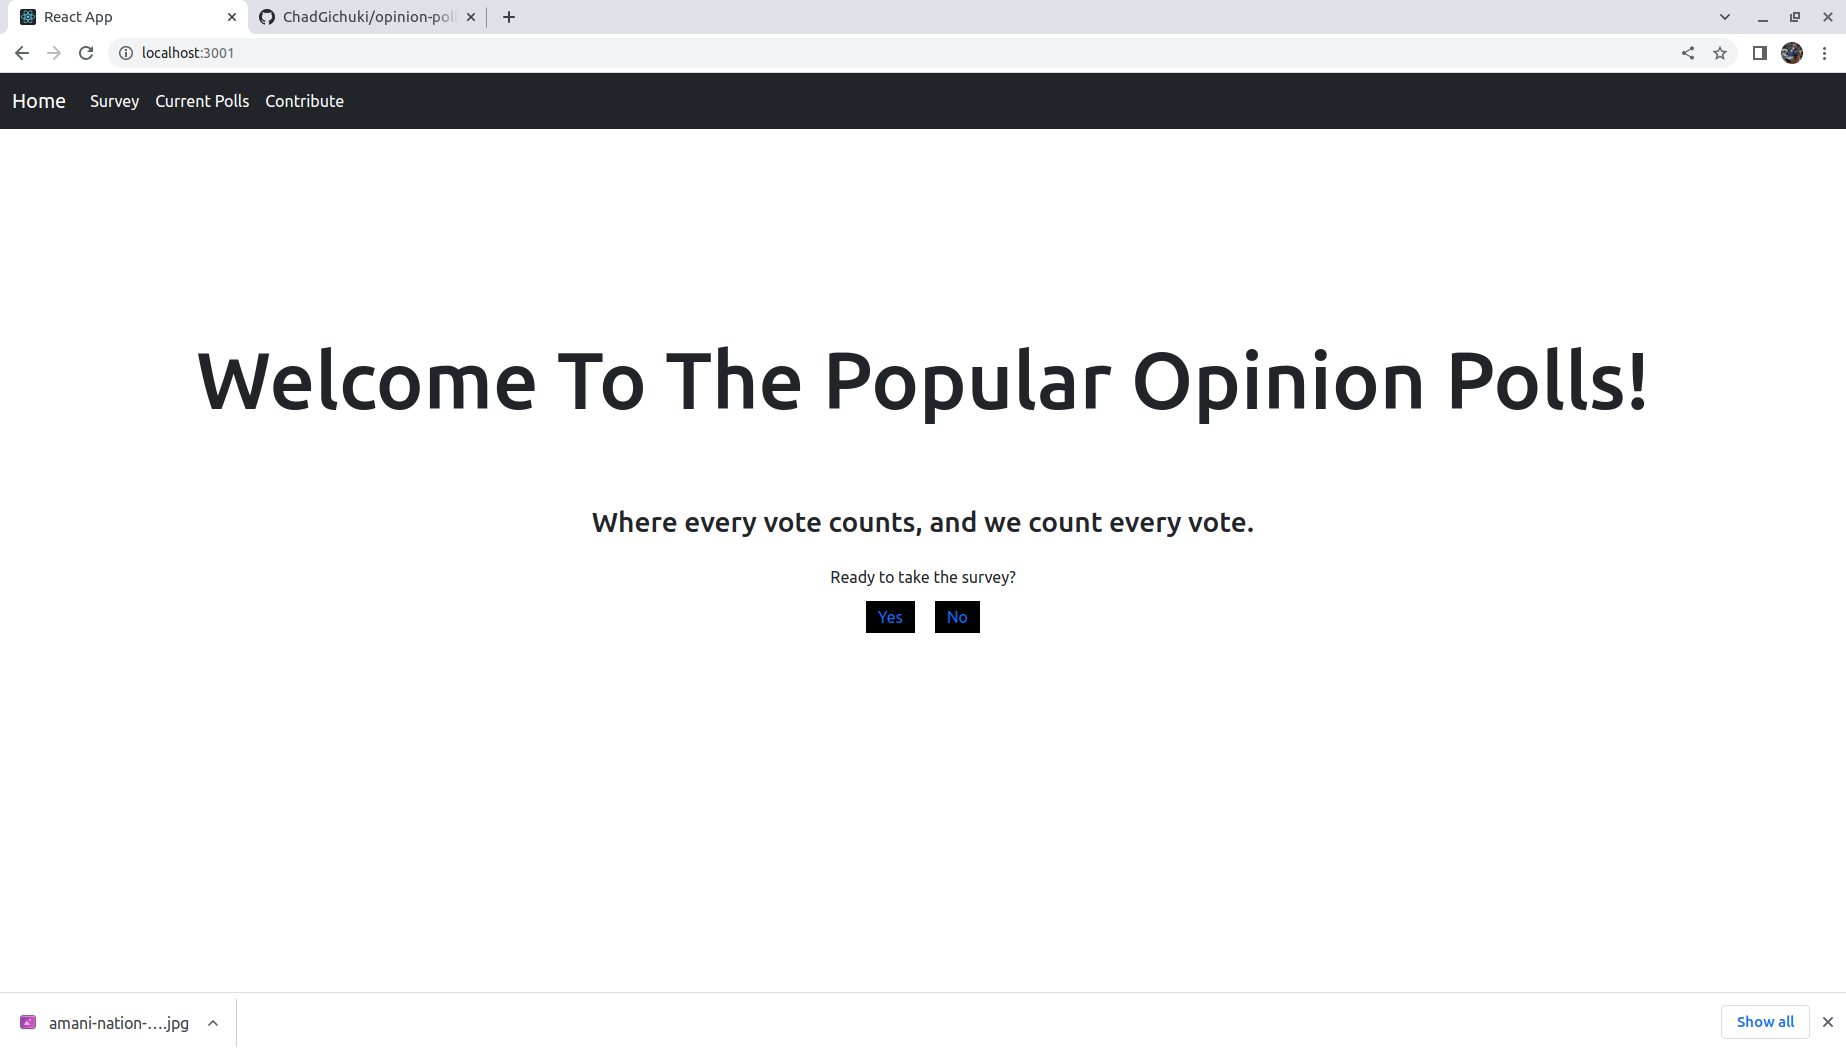 React App
ChadGichuki/opinion-poll
localhost:3001
Home Survey Current Polls Contribute
Welcome To The Popular Opinion Polls!
Where every vote counts, and we count every vote.
Ready to take the survey?
Yes No
amani-nation-....jpg
Show all